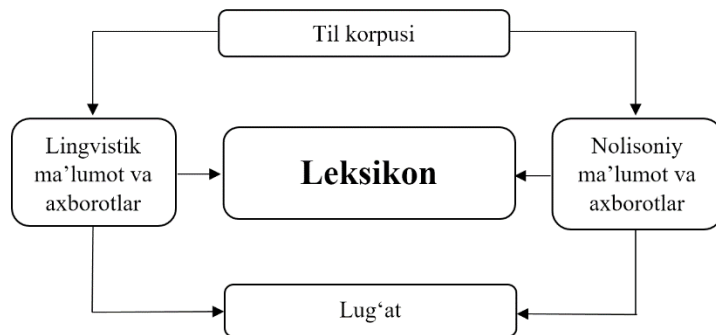 Til korpusi
Lingvistik
ma’lumot va
axborotlar
Leksikon
Nolisoniy
ma’lumot va
axborotlar
Lug‘at